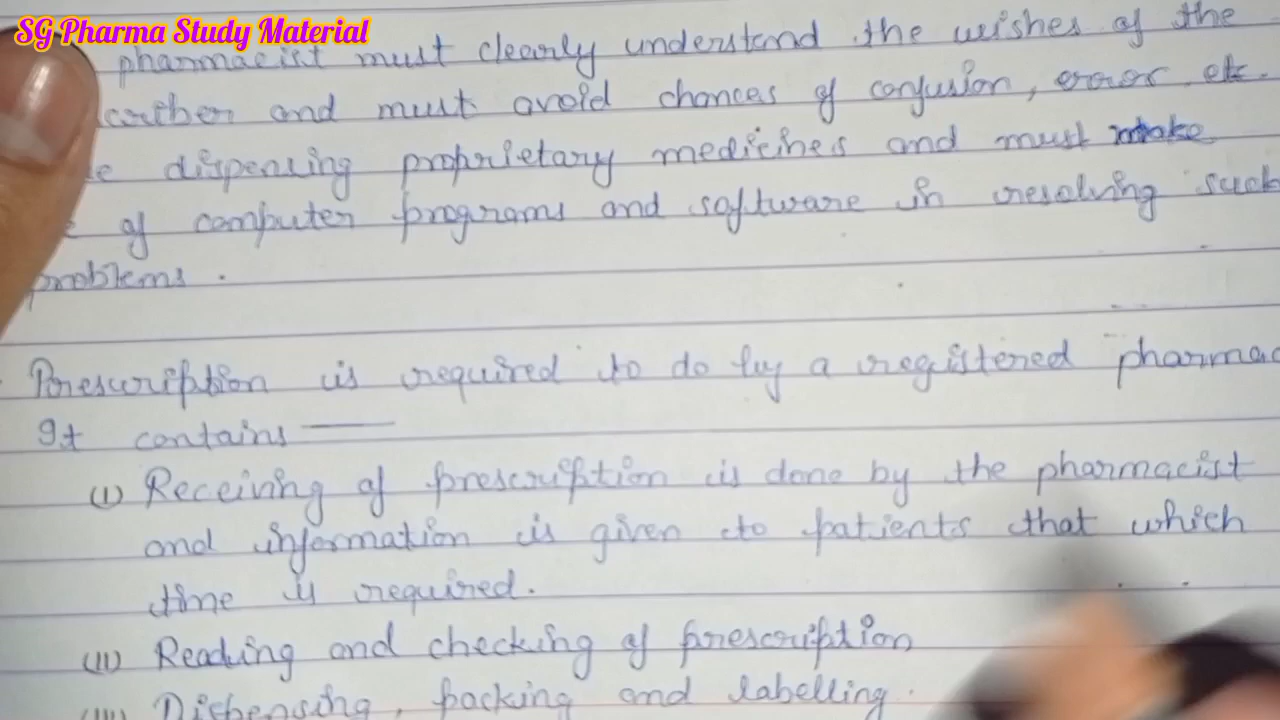 SG Pharma Study Material
pharmacist must clearly understand the wishes of the
and must avoid chances of confusion, error etc.
dispensing proprietary medicines and must make
of computer programs and software in resolving such
problems.
Prescription is required to do by a registered pharmac
It contains —
(I) Receiving of prescription is done by the pharmacist
and information is given to patients that which
time is required.
(II) Reading and checking of prescription
(III) Dispensing, packing and labelling.